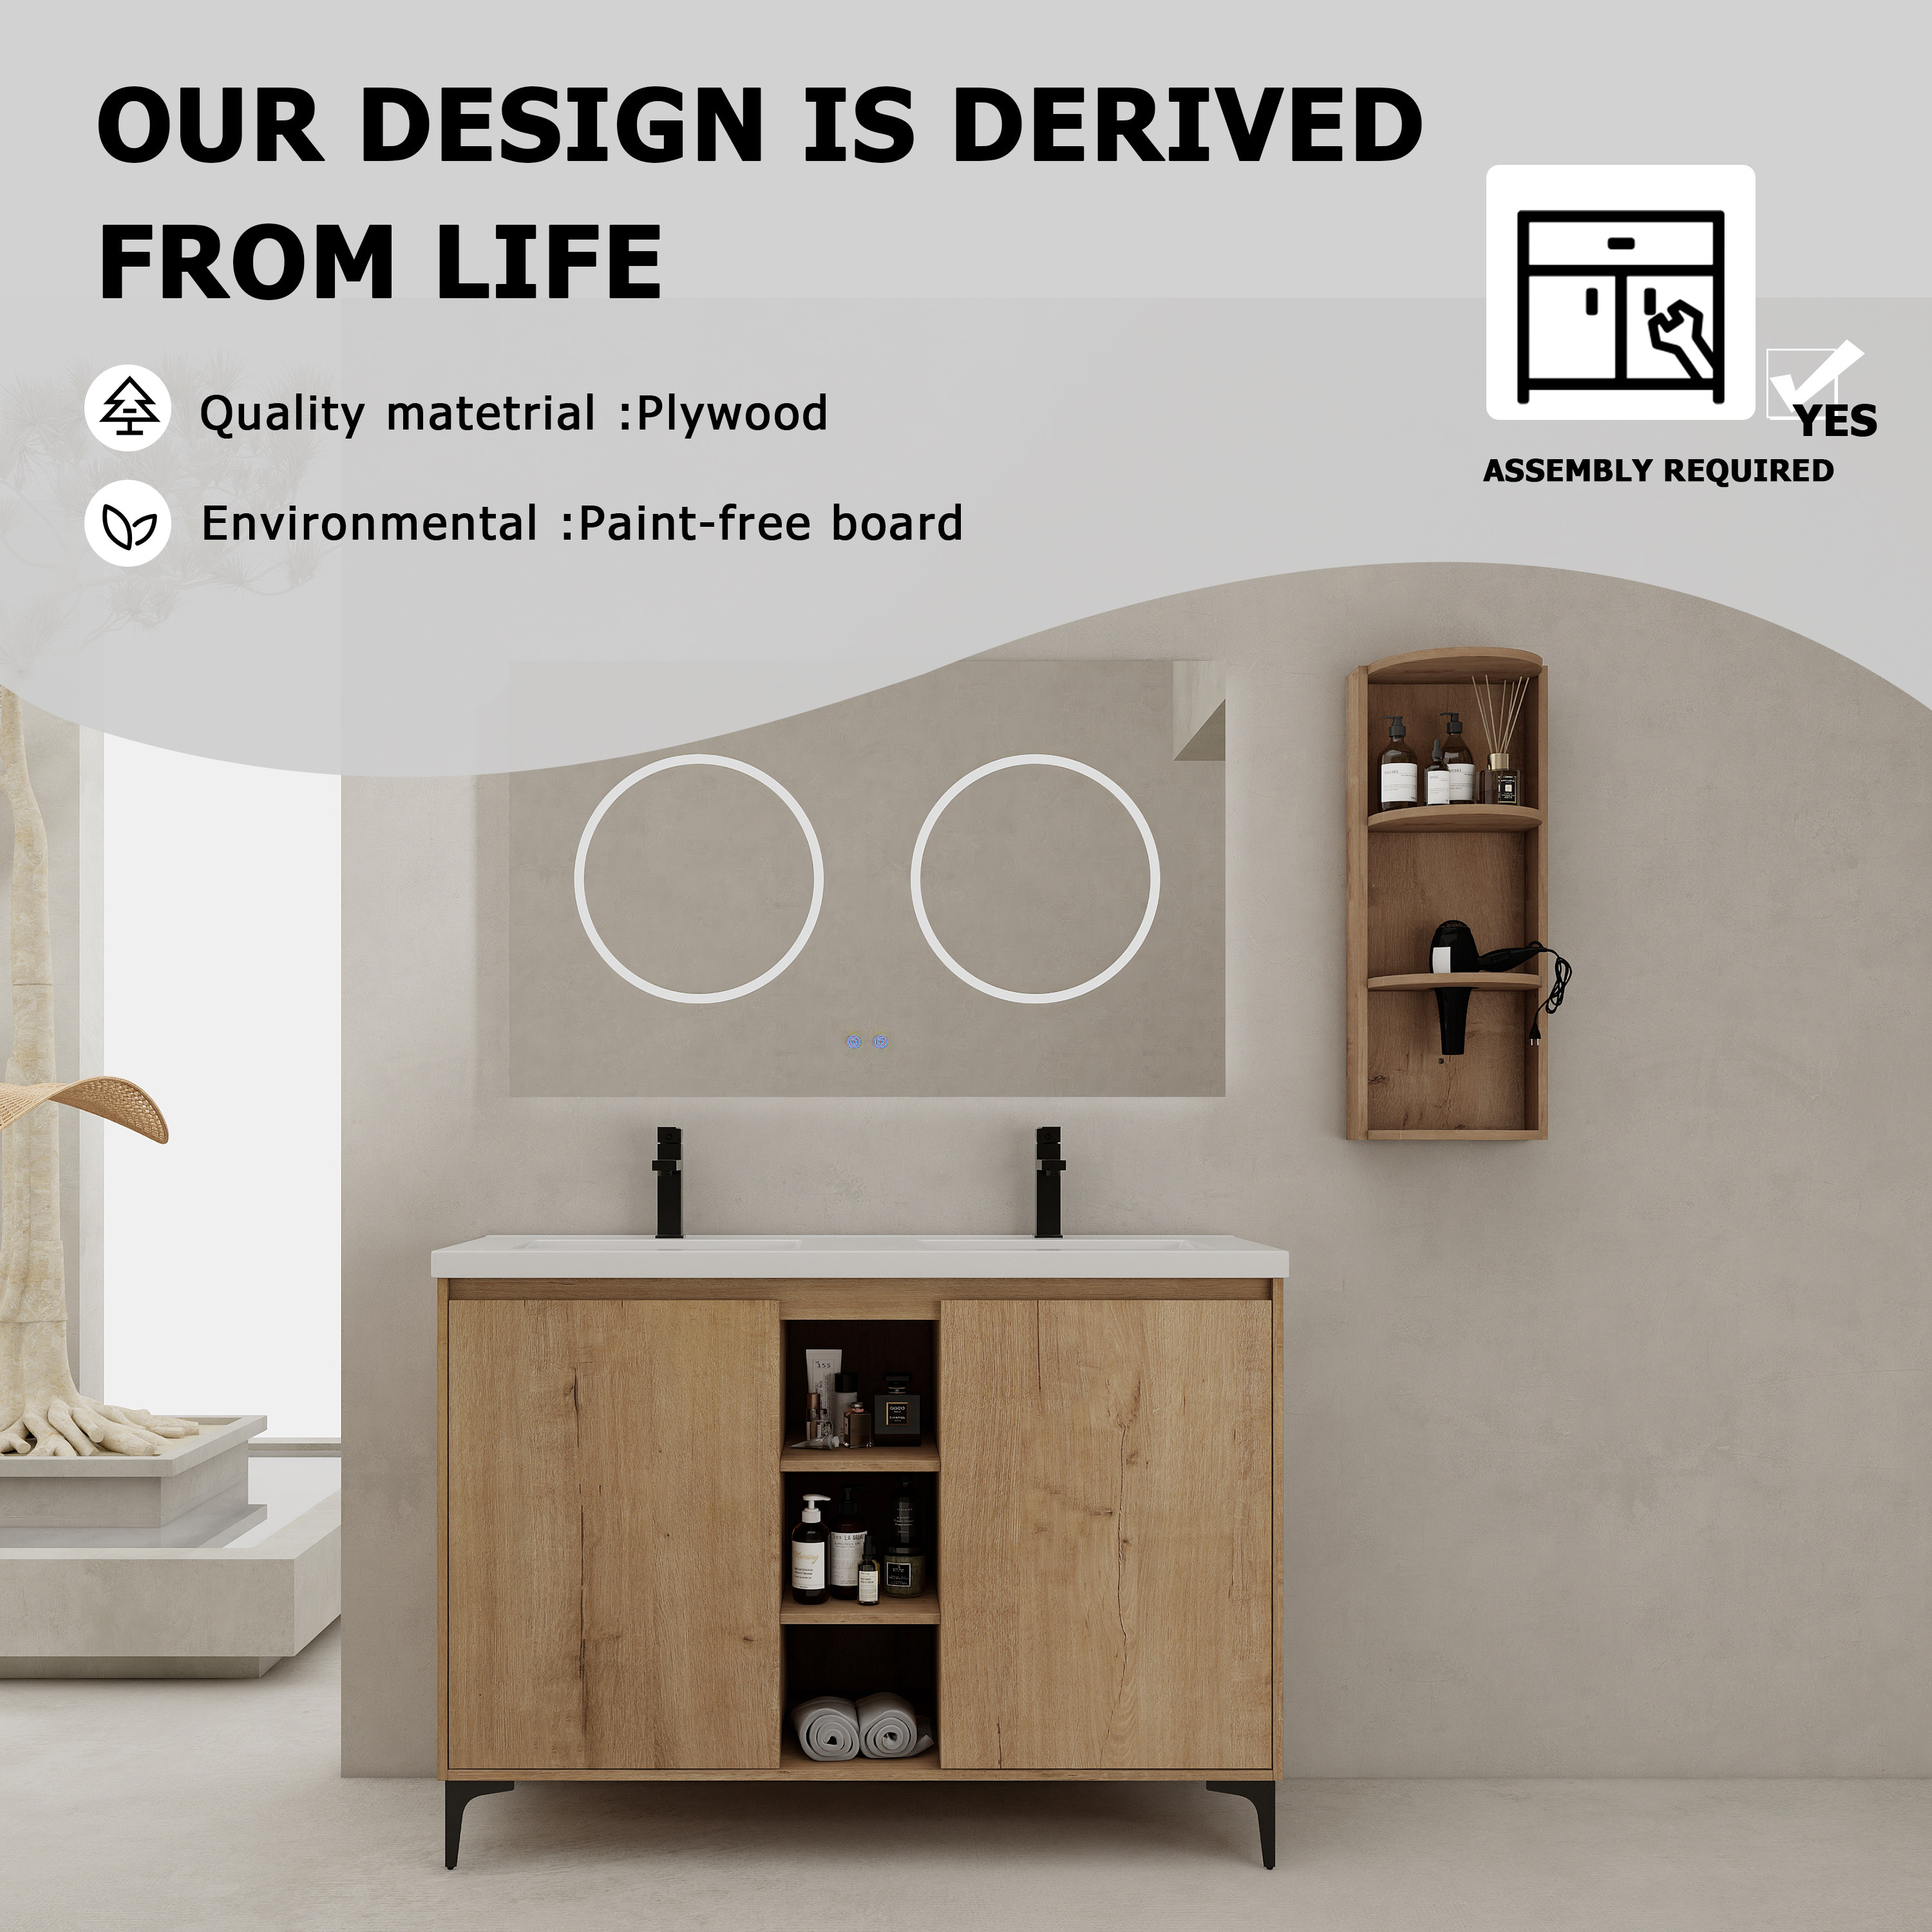 OUR DESIGN IS DERIVED
FROM LIFE
Quality matetrial :Plywood
Environmental :Paint-free board
YES
ASSEMBLY REQUIRED